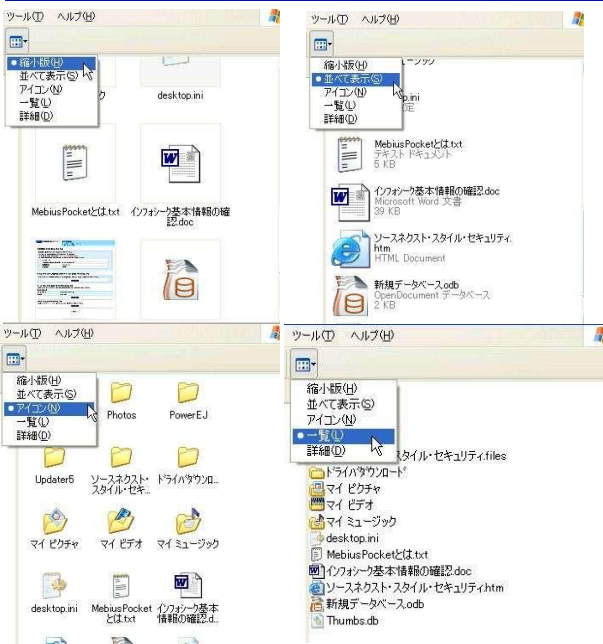 ツール(T) ヘルプ(H)
縮小版(H)
並べて表示(S)
アイコン(N)
一覧(L)
詳細(D)
desktop.ini
MebiusPocketとは.txt
インフォシーク基本情報の確
認.doc
ツール(T) ヘルプ(H)
縮小版(H)
並べて表示(S)
アイコン(N)
一覧(L)
詳細(D)
p.ini
MebiusPocketとは.txt
テキスト ドキュメント
5 KB
インフォシーク基本情報の確認.doc
Microsoft Word 文書
39 KB
ソースネクスト・スタイル・セキュリティ.
htm
HTML Document
新規データベース.odb
OpenDocument データベース
2 KB
ツール(T) ヘルプ(H)
縮小版(H)
並べて表示(S)
アイコン(N)
一覧(L)
詳細(D)
Photos
PowerEJ
Updater5
ソースネクスト・
スタイル・セキ...
ドライバダウンロ...
マイ ピクチャ
マイ ビデオ
マイ ミュージック
desktop.ini
MebiusPocket
とは.txt
インフォシーク基本
情報の確認.d...
ツール(T) ヘルプ(H)
縮小版(H)
並べて表示(S)
アイコン(N)
一覧(L)
詳細(D)
スタイル・セキュリティ.files
ドライバダウンロード
マイ ピクチャ
マイ ビデオ
マイ ミュージック
desktop.ini
MebiusPocketとは.txt
インフォシーク基本情報の確認.doc
ソースネクスト・スタイル・セキュリティ.htm
新規データベース.odb
Thumbs.db